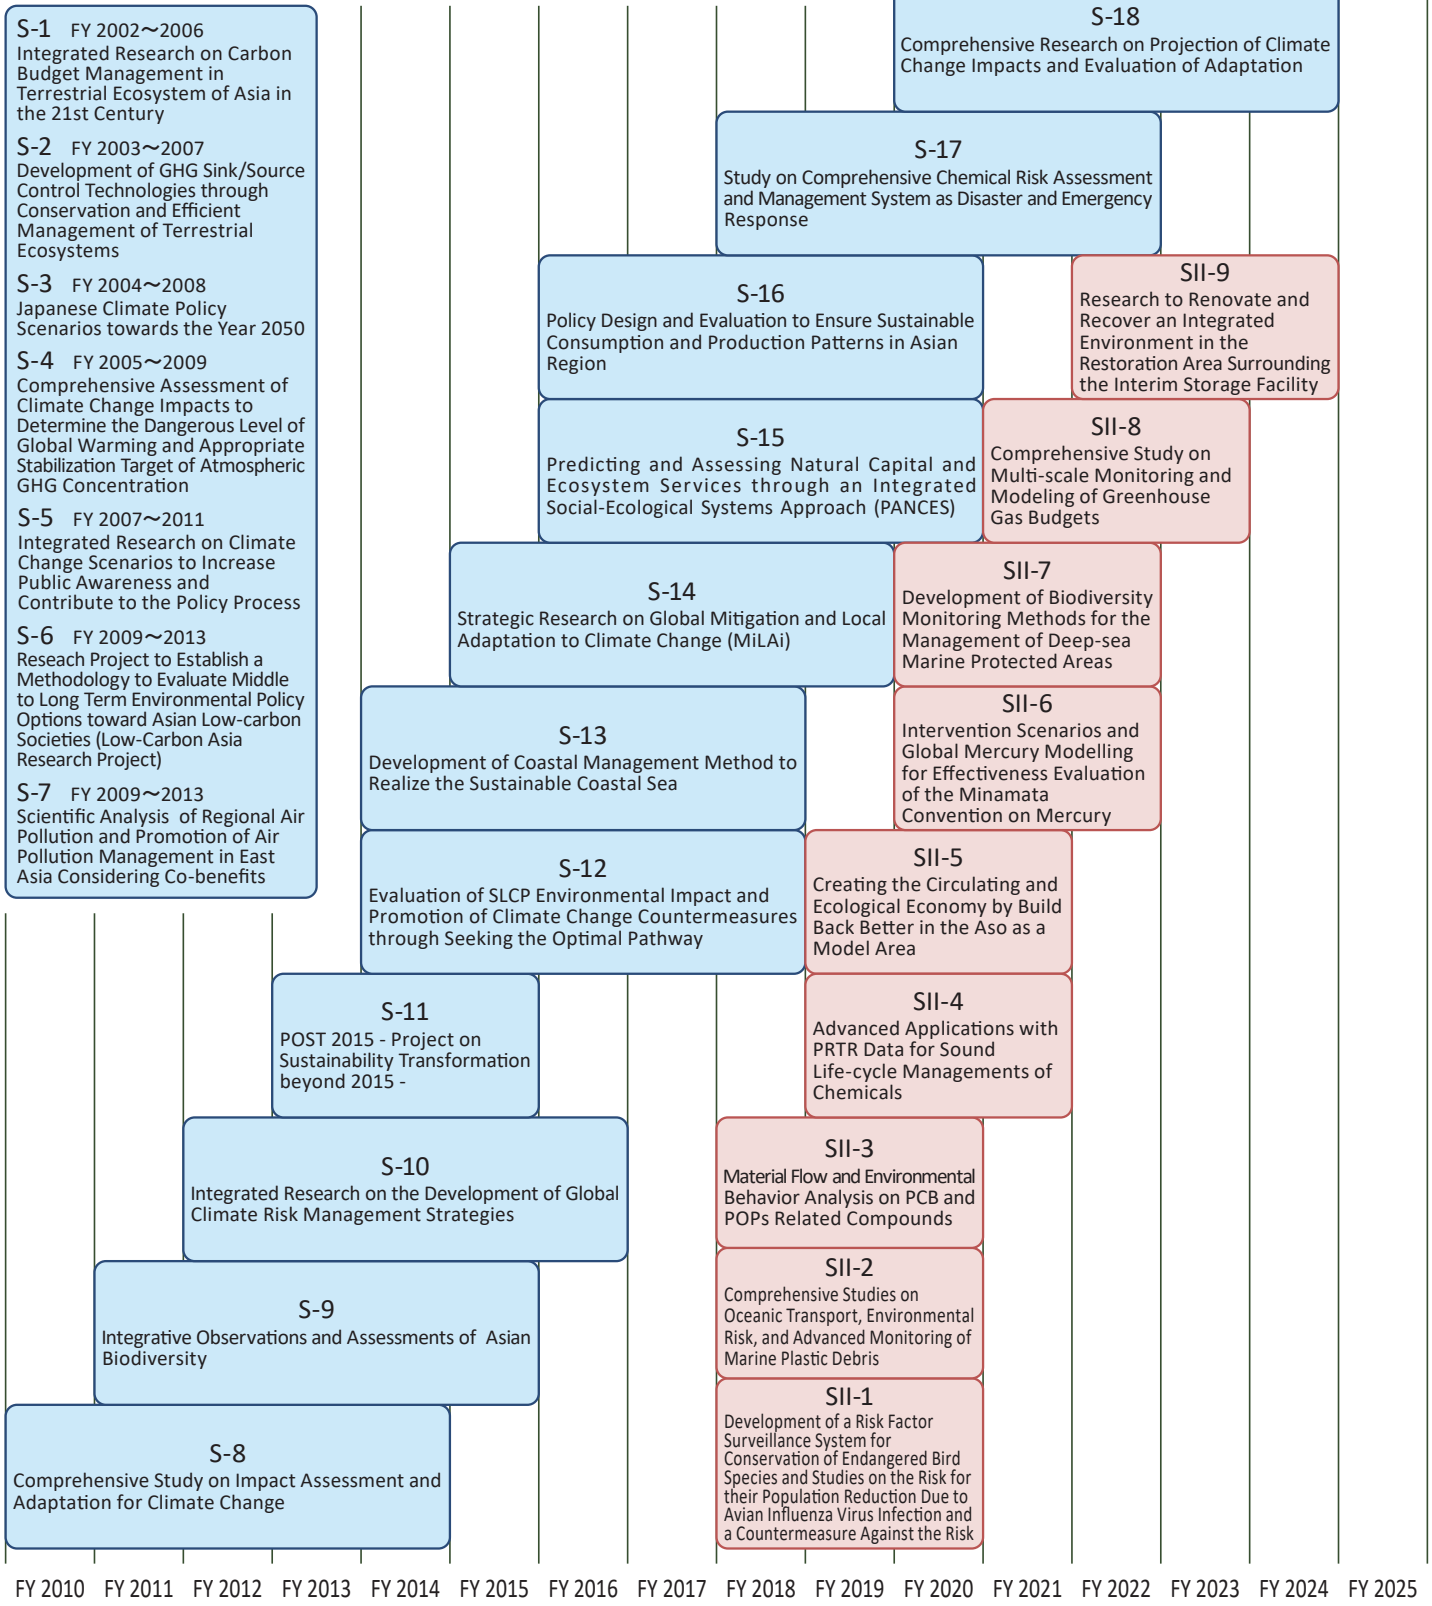 S-1 FY 2002～2006
Integrated Research on Carbon
Budget Management in
Terrestrial Ecosystem of Asia in
the 21st Century
S-2 FY 2003～2007
Development of GHG Sink/Source
Control Technologies through
Conservation and Efficient
Management of Terrestrial
Ecosystems
S-3 FY 2004～2008
Japanese Climate Policy
Scenarios towards the Year 2050
S-4 FY 2005～2009
Comprehensive Assessment of
Climate Change Impacts to
Determine the Dangerous Level of
Global Warming and Appropriate
Stabilization Target of Atmospheric
GHG Concentration
S-5 FY 2007～2011
Integrated Research on Climate
Change Scenarios to Increase
Public Awareness and
Contribute to the Policy Process
S-6 FY 2009～2013
Reseach Project to Establish a
Methodology to Evaluate Middle
to Long Term Environmental Policy
Options toward Asian Low-carbon
Societies (Low-Carbon Asia
Research Project)
S-7 FY 2009～2013
Scientific Analysis of Regional Air
Pollution and Promotion of Air
Pollution Management in East
Asia Considering Co-benefits
S-18
Comprehensive Research on Projection of Climate
Change Impacts and Evaluation of Adaptation
S-17
Study on Comprehensive Chemical Risk Assessment
and Management System as Disaster and Emergency
Response
S-16
Policy Design and Evaluation to Ensure Sustainable
Consumption and Production Patterns in Asian
Region
SII-9
Research to Renovate and
Recover an Integrated
Environment in the
Restoration Area Surrounding
the Interim Storage Facility
S-15
Predicting and Assessing Natural Capital and
Ecosystem Services through an Integrated
Social-Ecological Systems Approach (PANCES)
SII-8
Comprehensive Study on
Multi-scale Monitoring and
Modeling of Greenhouse
Gas Budgets
S-14
Strategic Research on Global Mitigation and Local
Adaptation to Climate Change (MiLAi)
SII-7
Development of Biodiversity
Monitoring Methods for the
Management of Deep-sea
Marine Protected Areas
S-13
Development of Coastal Management Method to
Realize the Sustainable Coastal Sea
SII-6
Intervention Scenarios and
Global Mercury Modelling
for Effectiveness Evaluation
of the Minamata
Convention on Mercury
S-12
Evaluation of SLCP Environmental Impact and
Promotion of Climate Change Countermeasures
through Seeking the Optimal Pathway
SII-5
Creating the Circulating and
Ecological Economy by Build
Back Better in the Aso as a
Model Area
S-11
POST 2015 - Project on
Sustainability Transformation
beyond 2015 -
SII-4
Advanced Applications with
PRTR Data for Sound
Life-cycle Managements of
Chemicals
S-10
Integrated Research on the Development of Global
Climate Risk Management Strategies
SII-3
Material Flow and Environmental
Behavior Analysis on PCB and
POPs Related Compounds
S-9
Integrative Observations and Assessments of Asian
Biodiversity
SII-2
Comprehensive Studies on
Oceanic Transport, Environmental
Risk, and Advanced Monitoring of
Marine Plastic Debris
S-8
Comprehensive Study on Impact Assessment and
Adaptation for Climate Change
SII-1
Development of a Risk Factor
Surveillance System for
Conservation of Endangered Bird
Species and Studies on the Risk for
their Population Reduction Due to
Avian Influenza Virus Infection and
a Countermeasure Against the Risk
FY 2010 FY 2011 FY 2012 FY 2013 FY 2014 FY 2015 FY 2016 FY 2017 FY 2018 FY 2019 FY 2020 FY 2021 FY 2022 FY 2023 FY 2024 FY 2025